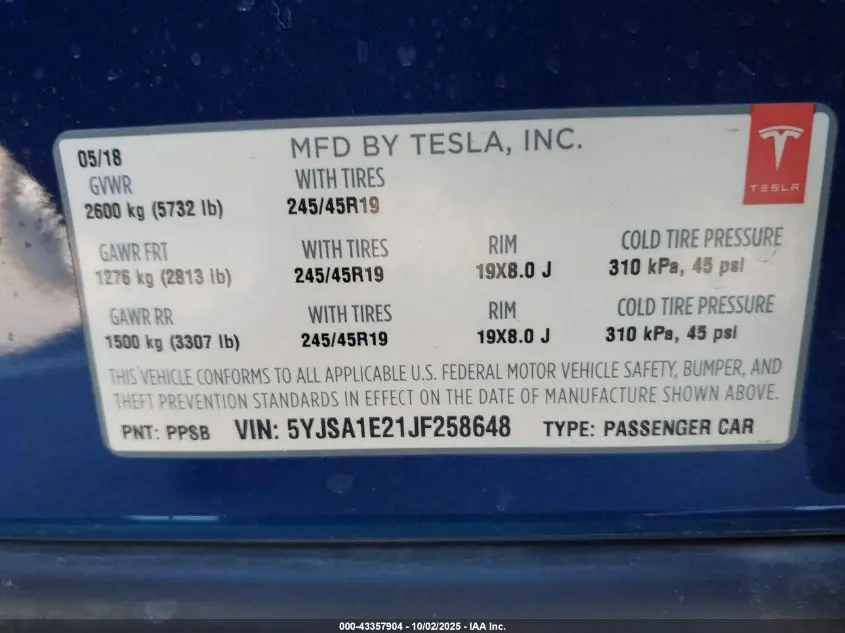 05/18 MFD BY TESLA, INC.
TESLA
GVWR WITH TIRES
2600 kg (5732 lb) 245/45R19
GAWR FRT WITH TIRES RIM COLD TIRE PRESSURE
1276 kg (2813 lb) 245/45R19 19X8.0 J 310 kPa, 45 psi
GAWR RR WITH TIRES RIM COLD TIRE PRESSURE
1500 kg (3307 lb) 245/45R19 19X8.0 J 310 kPa, 45 psi
THIS VEHICLE CONFORMS TO ALL APPLICABLE U.S. FEDERAL MOTOR VEHICLE SAFETY, BUMPER, AND
THEFT PREVENTION STANDARDS IN EFFECT ON THE DATE OF MANUFACTURE SHOWN ABOVE.
PNT: PPSB VIN: 5YJSA1E21JF258648 TYPE: PASSENGER CAR
000-43357904 - 10/02/2025 - IAA Inc.